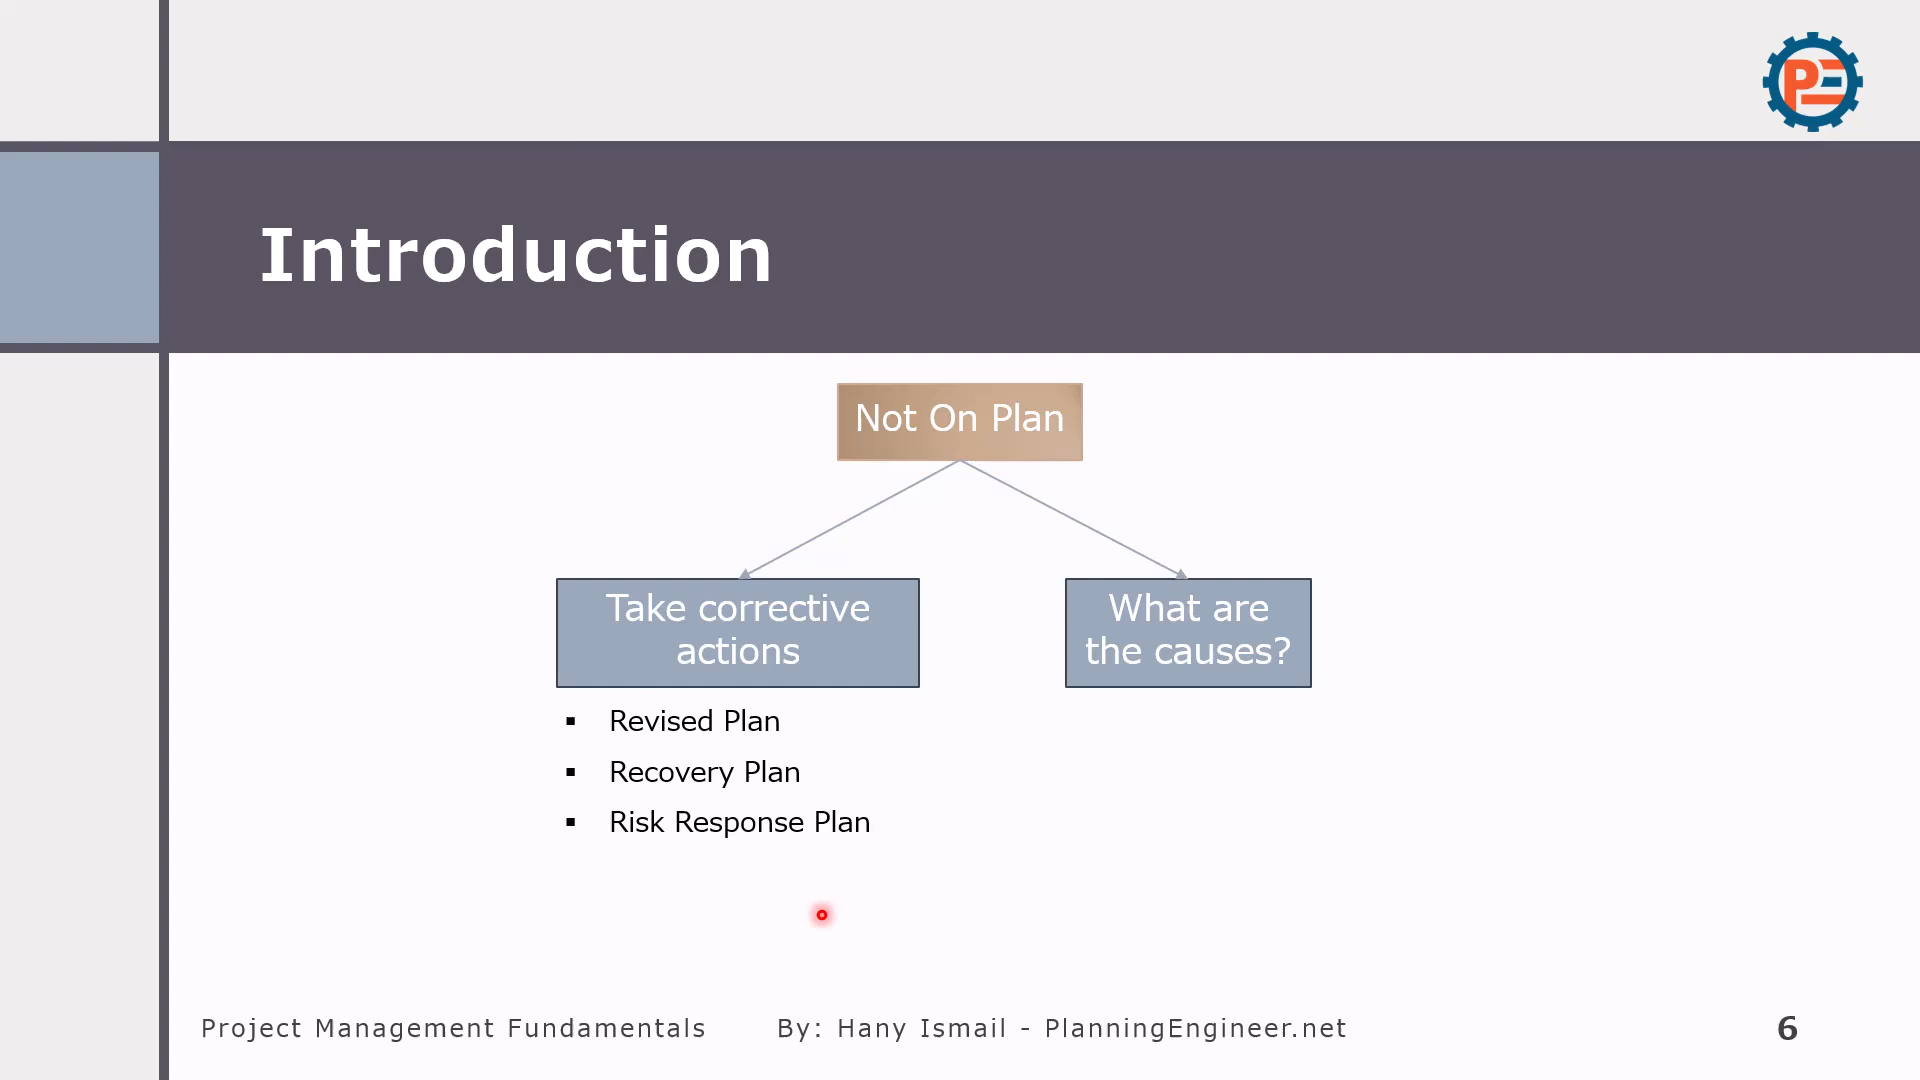 PE
Introduction
Not On Plan
Take corrective
actions
What are
the causes?
▪ Revised Plan
▪ Recovery Plan
▪ Risk Response Plan
Project Management Fundamentals
By: Hany Ismail - PlanningEngineer.net
6